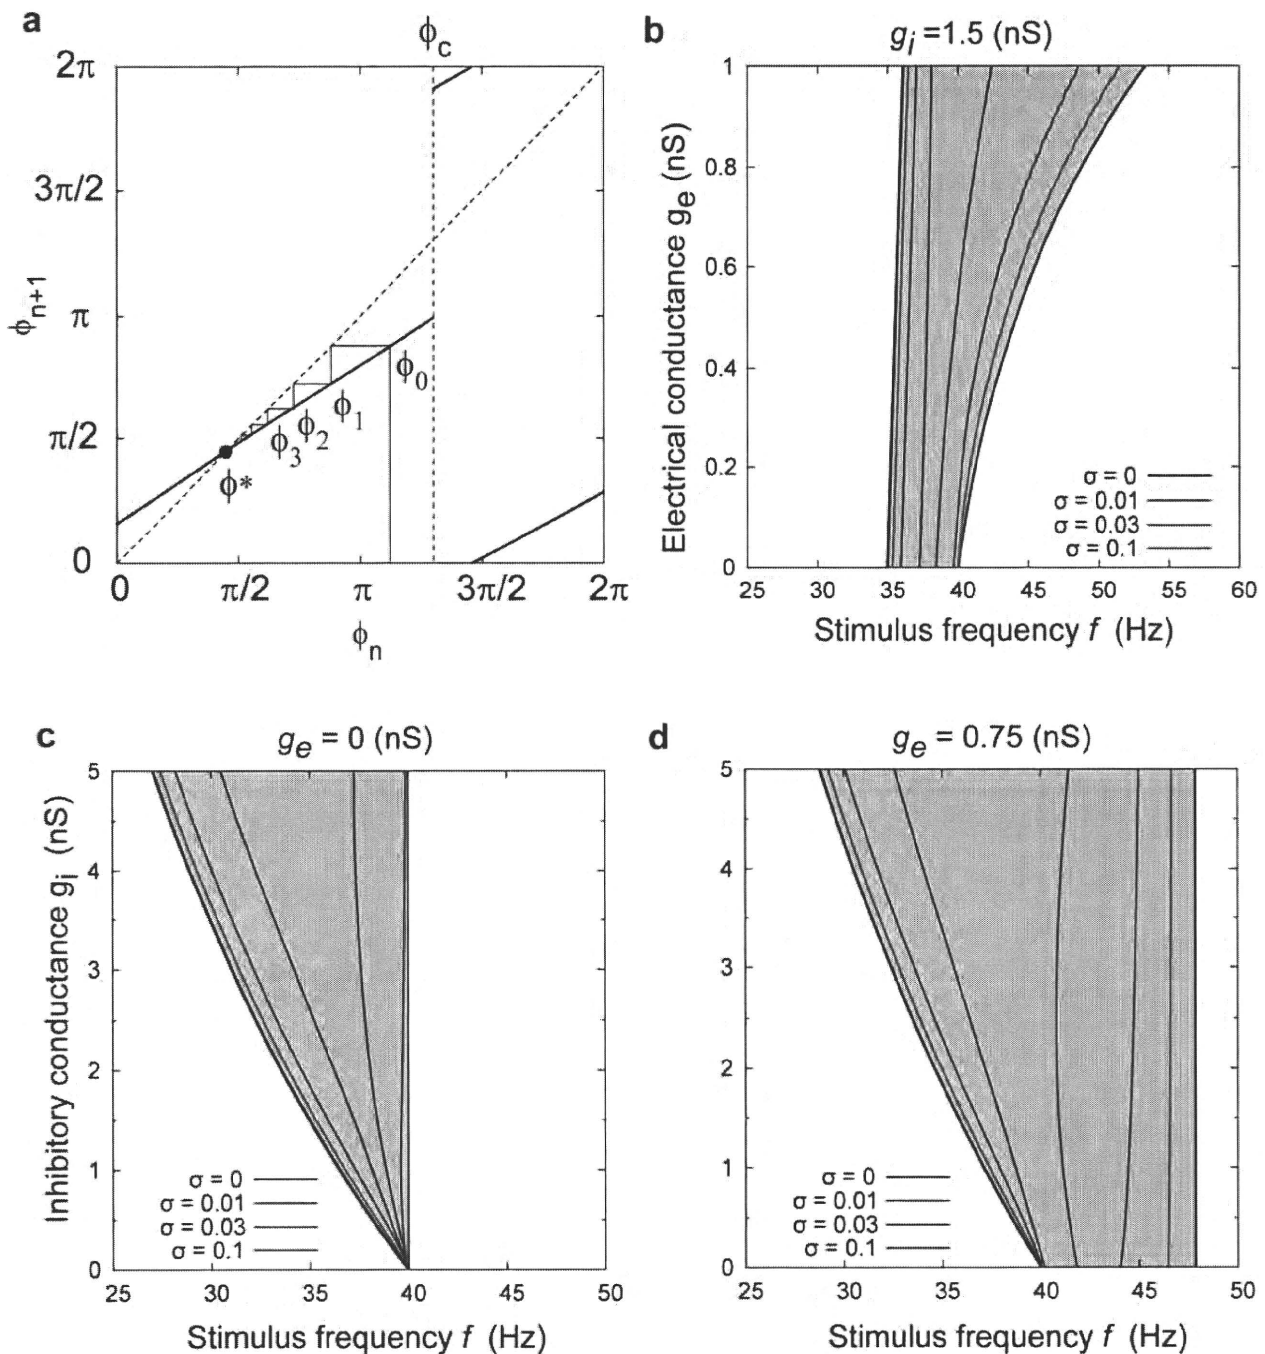 a
ϕc
2π
3π/2
π
π/2
0
ϕn+1
ϕ0
ϕ1
ϕ2
ϕ3
ϕ*
0 π/2 π 3π/2 2π
ϕn
b
gi =1.5 (nS)
1
0.8
0.6
0.4
0.2
0
Electrical conductance ge (nS)
σ = 0
σ = 0.01
σ = 0.03
σ = 0.1
25 30 35 40 45 50 55 60
Stimulus frequency f (Hz)
c
ge = 0 (nS)
5
4
3
2
1
0
Inhibitory conductance gi (nS)
σ = 0
σ = 0.01
σ = 0.03
σ = 0.1
25 30 35 40 45 50
Stimulus frequency f (Hz)
d
ge = 0.75 (nS)
5
4
3
2
1
0
σ = 0
σ = 0.01
σ = 0.03
σ = 0.1
25 30 35 40 45 50
Stimulus frequency f (Hz)